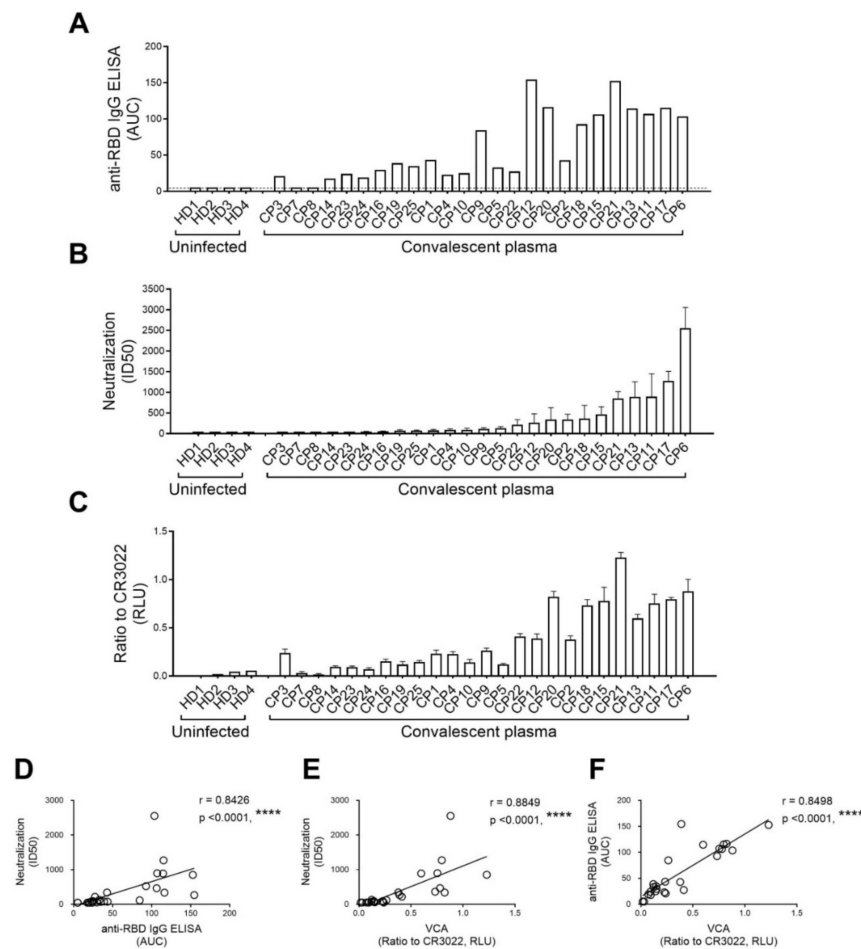 A
anti-RBD IgG ELISA
(AUC)
200
150
100
50
0
HD1 HD2 HD3 HD4 CP3 CP7 CP8 CP14 CP23 CP24 CP16 CP19 CP25 CP1 CP4 CP10 CP9 CP5 CP22 CP12 CP20 CP2 CP18 CP15 CP21 CP13 CP11 CP17 CP6
Uninfected Convalescent plasma
B
Neutralization
(ID50)
3500
3000
2500
2000
1500
1000
500
0
HD1 HD2 HD3 HD4 CP3 CP7 CP8 CP14 CP23 CP24 CP16 CP19 CP25 CP1 CP4 CP10 CP9 CP5 CP22 CP12 CP20 CP2 CP18 CP15 CP21 CP13 CP11 CP17 CP6
Uninfected Convalescent plasma
C
Ratio to CR3022
(RLU)
1.5
1.0
0.5
0.0
HD1 HD2 HD3 HD4 CP3 CP7 CP8 CP14 CP23 CP24 CP16 CP19 CP25 CP1 CP4 CP10 CP9 CP5 CP22 CP12 CP20 CP2 CP18 CP15 CP21 CP13 CP11 CP17 CP6
Uninfected Convalescent plasma
D
Neutralization
(ID50)
3000
2000
1000
0
r = 0.8426
p <0.0001, ****
0 50 100 150 200
anti-RBD IgG ELISA
(AUC)
E
Neutralization
(ID50)
3000
2000
1000
0
r = 0.8849
p <0.0001, ****
0.0 0.5 1.0 1.5
VCA
(Ratio to CR3022, RLU)
F
anti-RBD IgG ELISA
(AUC)
200
150
100
50
0
r = 0.8498
p <0.0001, ****
0.0 0.5 1.0 1.5
VCA
(Ratio to CR3022, RLU)